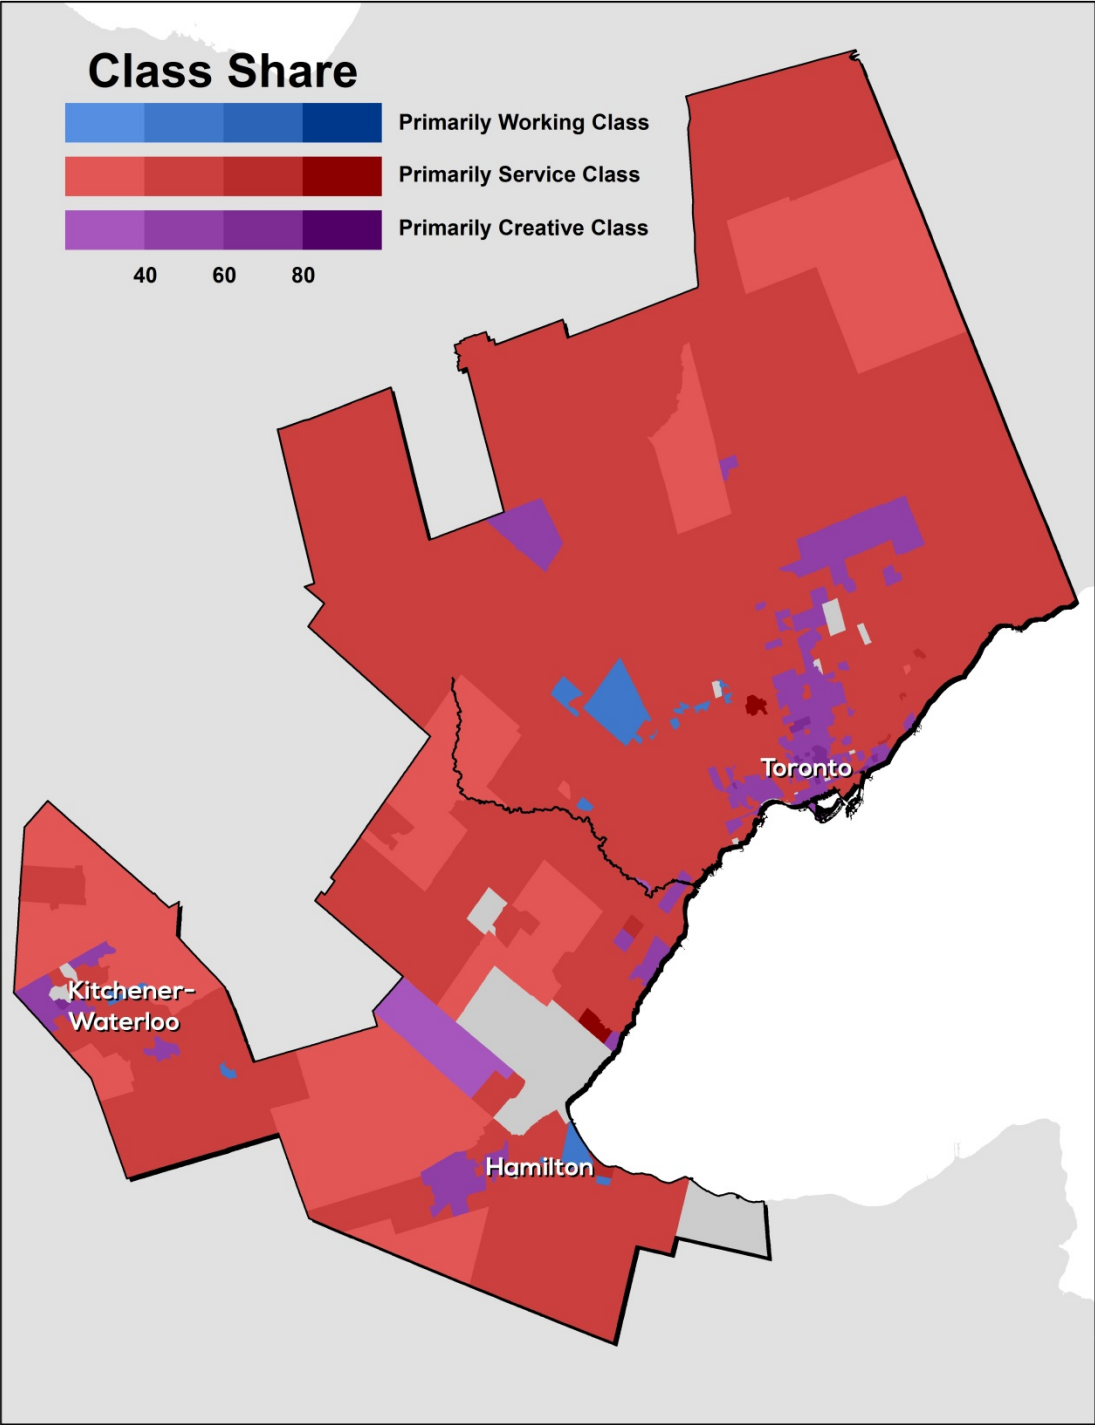 Class Share
Primarily Working Class
Primarily Service Class
Primarily Creative Class
40 60 80
Toronto
Kitchener-
Waterloo
Hamilton